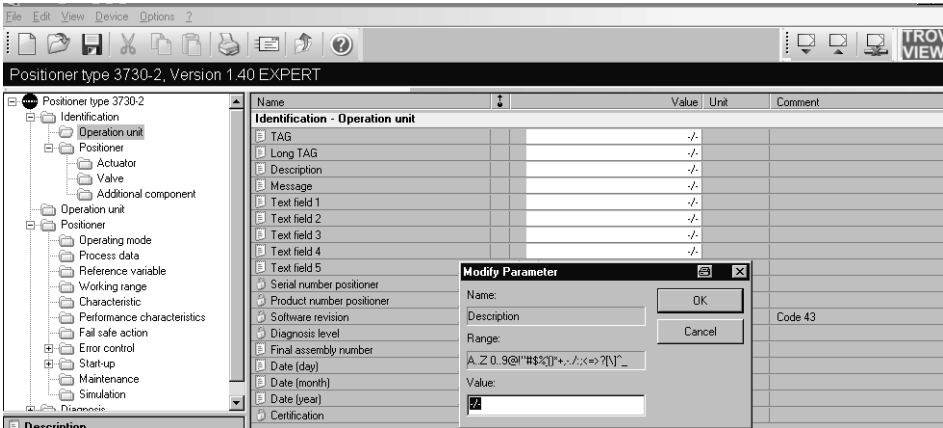 File Edit View Device Options ?
TROV
VIEW
Positioner type 3730-2, Version 1.40 EXPERT
Positioner type 3730-2
Identification
Operation unit
Positioner
Actuator
Valve
Additional component
Operation unit
Positioner
Operating mode
Process data
Reference variable
Working range
Characteristic
Performance characteristics
Fail safe action
Error control
Start-up
Maintenance
Simulation
Diagnosis
Description
Name Value Unit Comment
Identification - Operation unit
TAG -/-
Long TAG -/-
Description -/-
Message -/-
Text field 1 -/-
Text field 2 -/-
Text field 3 -/-
Text field 4 -/-
Text field 5
Serial number positioner
Product number positioner
Software revision Code 43
Diagnosis level
Final assembly number
Date (day)
Date (month)
Date (year)
Certification
Modify Parameter
Name:
Description
Range:
Value:
-/-
OK
Cancel